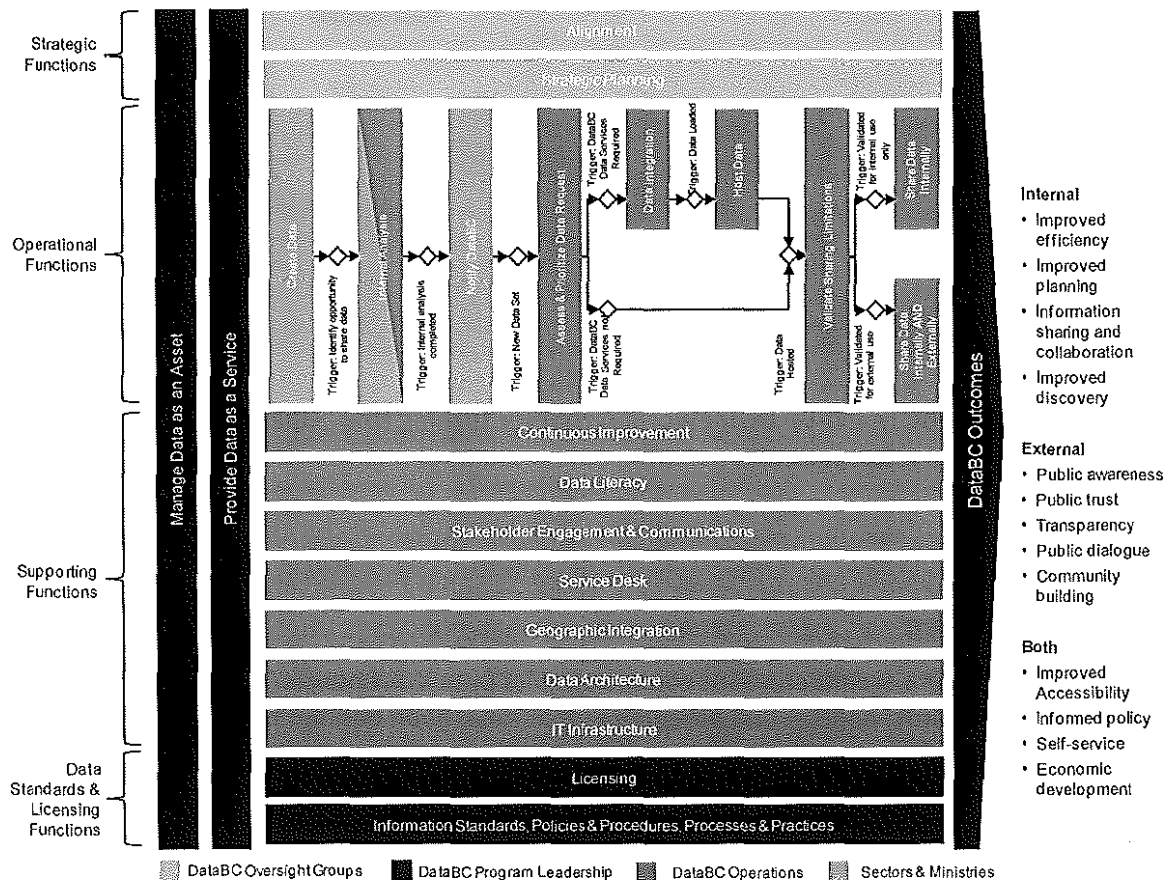 Strategic
Functions
Operational
Functions
Supporting
Functions
Data
Standards &
Licensing
Functions
Manage Data as an Asset
Provide Data as a Service
Alignment
Strategic Planning
Create Data
Trigger: Identify opportunity
to share data
Internal Analysis
Trigger: Internal analysis
completed
Notify DataBC
Trigger: New Data Set
Assess & Prioritize Data Request
Trigger: DataBC
Data Services
Required
Trigger: DataBC
Data Services not
Required
Data Integration
Trigger: Data Loaded
Host Data
Trigger: Data
Hosted
Validate Sharing Limitations
Trigger: Validated
for internal use
only
Trigger: Validated
for external use
Share Data
Internally
Share Data
Internally AND
Externally
Continuous Improvement
Data Literacy
Stakeholder Engagement & Communications
Service Desk
Geographic Integration
Data Architecture
IT Infrastructure
Licensing
Information Standards, Policies & Procedures, Processes & Practices
DataBC Outcomes
Internal
• Improved
efficiency
• Improved
planning
• Information
sharing and
collaboration
• Improved
discovery
External
• Public awareness
• Public trust
• Transparency
• Public dialogue
• Community
building
Both
• Improved
Accessibility
• Informed policy
• Self-service
• Economic
development
DataBC Oversight Groups
DataBC Program Leadership
DataBC Operations
Sectors & Ministries